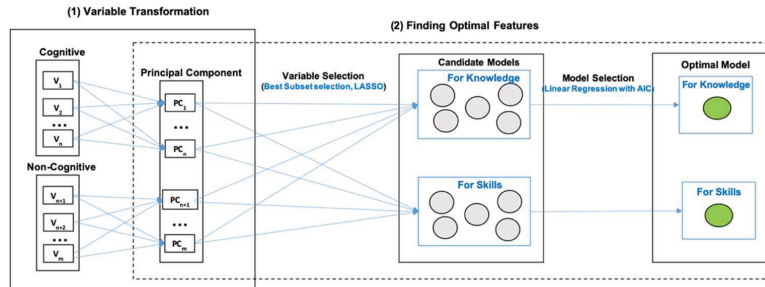 (1) Variable Transformation
(2) Finding Optimal Features
Cognitive
V1
V2
...
Vn
Non-Cognitive
Vn+1
Vn+2
...
Vm
Principal Component
PC1
...
PCn
PCn+1
...
PCm
Variable Selection
(Best Subset selection, LASSO)
Candidate Models
For Knowledge
For Skills
Model Selection
(Linear Regression with AIC)
Optimal Model
For Knowledge
For Skills